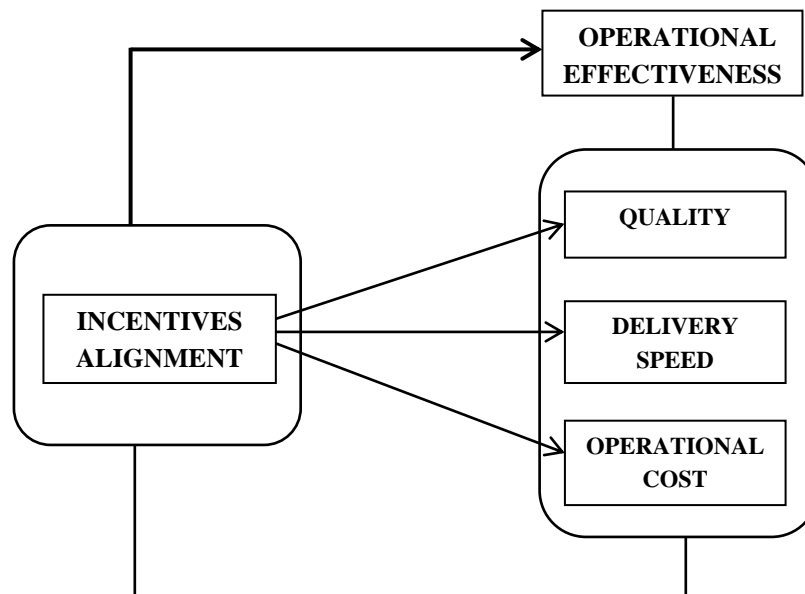 OPERATIONAL
EFFECTIVENESS
QUALITY
INCENTIVES
ALIGNMENT
DELIVERY
SPEED
OPERATIONAL
COST